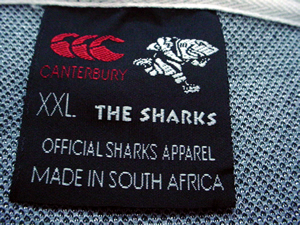 CANTERBURY
XXL THE SHARKS
OFFICIAL SHARKS APPAREL
MADE IN SOUTH AFRICA